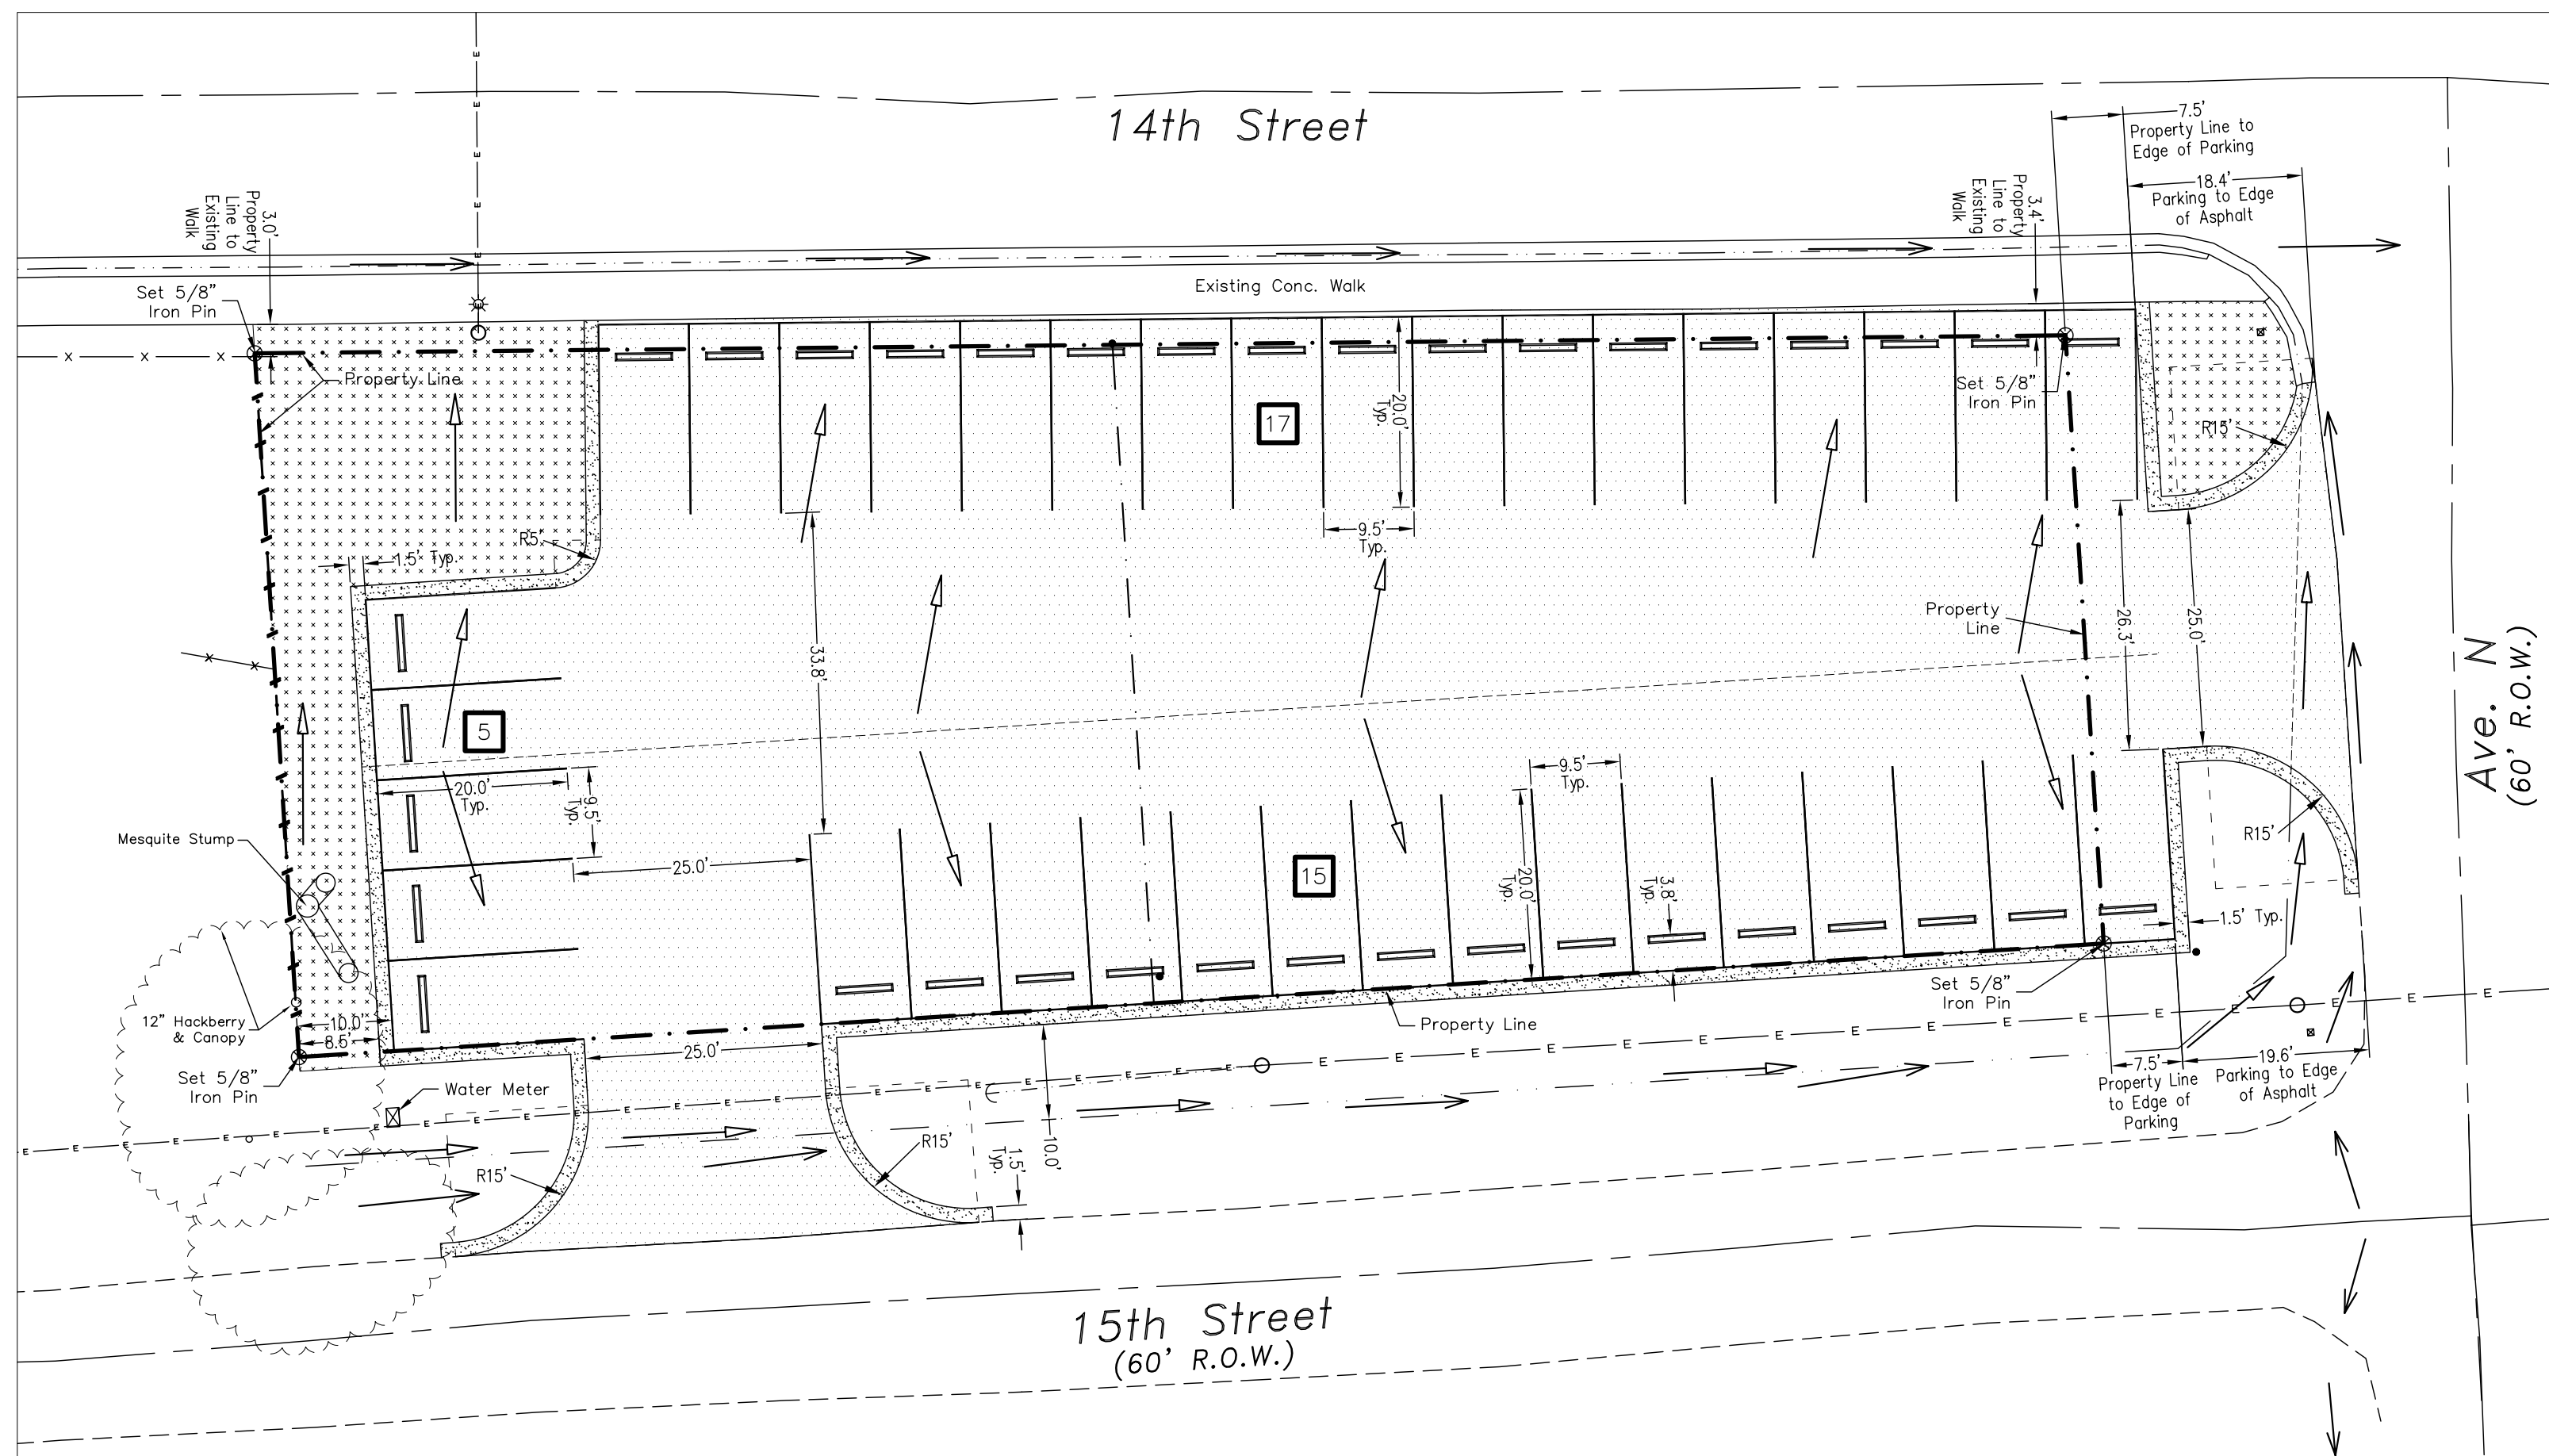 14th Street
7.5'
Property Line to
Edge of Parking
18.4'
Parking to Edge
of Asphalt
3.0'
Property
Line to
Existing
Walk
3.4'
Property
Line to
Existing
Walk
E
E
E
E
E
Existing Conc. Walk
Set 5/8"
Iron Pin
X
X
X
Property Line
Set 5/8"
Iron Pin
17
20.0'
Typ.
R15'
9.5'
Typ.
R5'
1.5' Typ.
33.8'
26.3'
25.0'
Property
Line
X
X
5
20.0'
Typ.
9.5'
Typ.
25.0'
9.5'
Typ.
Ave. N
(60' R.O.W.)
Mesquite Stump
15
20.0'
Typ.
3.8'
Typ.
R15'
1.5' Typ.
12" Hackberry
& Canopy
10.0'
8.5'
25.0'
Set 5/8"
Iron Pin
Property Line
Set 5/8"
Iron Pin
Water Meter
7.5'
Property Line
to Edge of
Parking
19.6'
Parking to Edge
of Asphalt
E E E E E E E E E E E E E E E E E E E E E E E E E E E E E E
R15'
R15'
1.5'
Typ.
10.0'
15th Street
(60' R.O.W.)